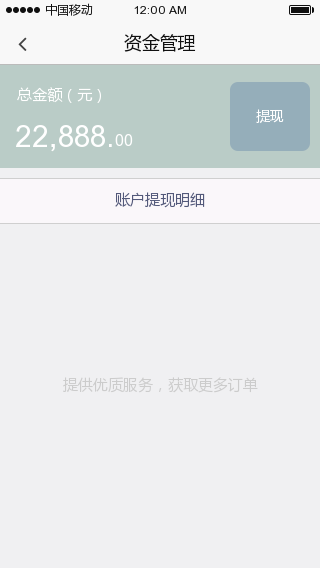 中国移动 12:00 AM
资金管理
总金额（元）
22,888.00
提现
账户提现明细
提供优质服务，获取更多订单